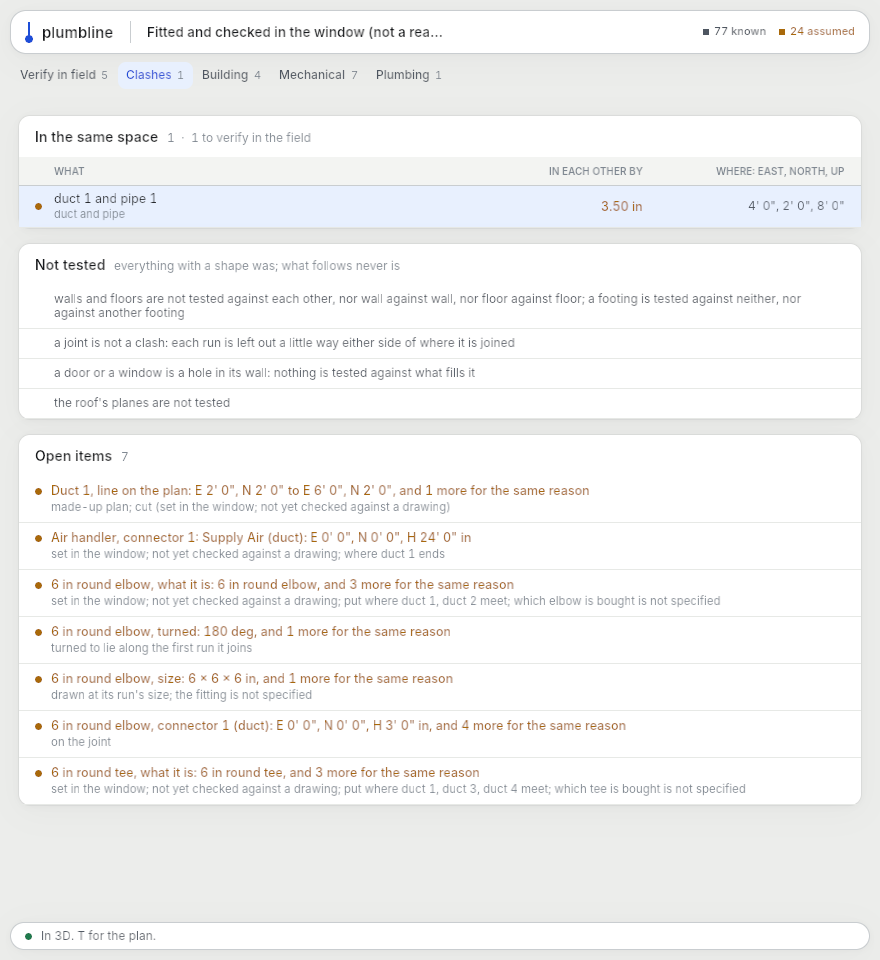 plumbline
Fitted and checked in the window (not a rea...
77 known
24 assumed
Verify in field 5
Clashes 1
Building 4
Mechanical 7
Plumbing 1
In the same space 1 · 1 to verify in the field
WHAT
IN EACH OTHER BY
WHERE: EAST, NORTH, UP
duct 1 and pipe 1
duct and pipe
3.50 in
4' 0", 2' 0", 8' 0"
Not tested everything with a shape was; what follows never is
walls and floors are not tested against each other, nor wall against wall, nor floor against floor; a footing is tested against neither, nor
against another footing
a joint is not a clash: each run is left out a little way either side of where it is joined
a door or a window is a hole in its wall: nothing is tested against what fills it
the roof's planes are not tested
Open items 7
Duct 1, line on the plan: E 2' 0", N 2' 0" to E 6' 0", N 2' 0", and 1 more for the same reason
made-up plan; cut (set in the window; not yet checked against a drawing)
Air handler, connector 1: Supply Air (duct): E 0' 0", N 0' 0", H 24' 0" in
set in the window; not yet checked against a drawing; where duct 1 ends
6 in round elbow, what it is: 6 in round elbow, and 3 more for the same reason
set in the window; not yet checked against a drawing; put where duct 1, duct 2 meet; which elbow is bought is not specified
6 in round elbow, turned: 180 deg, and 1 more for the same reason
turned to lie along the first run it joins
6 in round elbow, size: 6 × 6 × 6 in, and 1 more for the same reason
drawn at its run's size; the fitting is not specified
6 in round elbow, connector 1 (duct): E 0' 0", N 0' 0", H 3' 0" in, and 4 more for the same reason
on the joint
6 in round tee, what it is: 6 in round tee, and 3 more for the same reason
set in the window; not yet checked against a drawing; put where duct 1, duct 3, duct 4 meet; which tee is bought is not specified
In 3D. T for the plan.